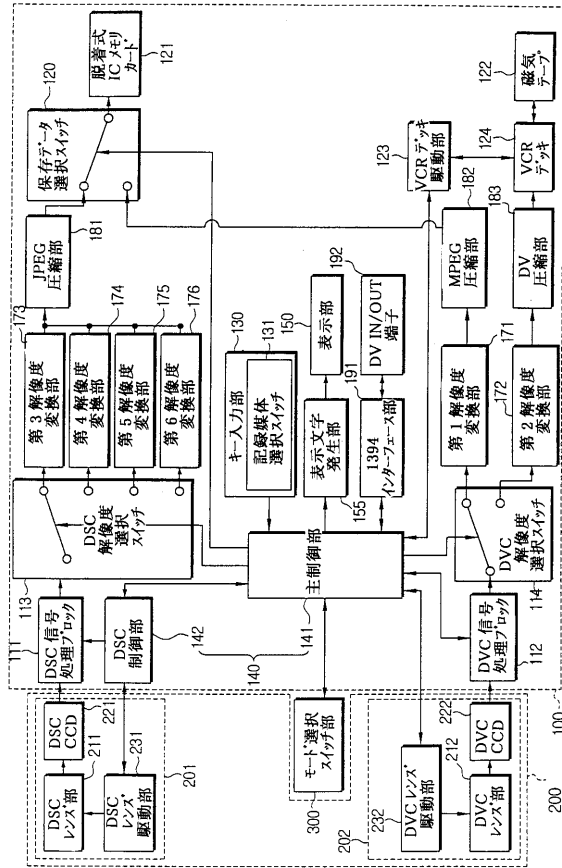 DSC
レンズ部
211
DSC
CCD
221
DSC レンズ
駆動部
231
201
DSC 信号
処理ブロック
111
DSC
制御部
142
140
113
DSC
解像度
選択
スイッチ
第3解像度
変換部
173
第4解像度
変換部
174
第5解像度
変換部
175
第6解像度
変換部
176
JPEG
圧縮部
181
保存データ
選択スイッチ
120
脱着式
ICメモリ
カード
121
キー入力部
130
記録媒体
選択スイッチ
131
主制御部
141
モード選択
スイッチ部
300
表示文字
発生部
155
表示部
150
1394
インターフェース部
191
DV IN/OUT
端子
192
VCRデッキ
駆動部
123
VCR
デッキ
124
磁気
テープ
122
DVCレンズ
駆動部
232
202
DVC
レンズ部
212
DVC
CCD
222
DVC 信号
処理ブロック
112
DVC
解像度
選択スイッチ
114
第1解像度
変換部
171
第2解像度
変換部
172
MPEG
圧縮部
182
DV
圧縮部
183
100
200